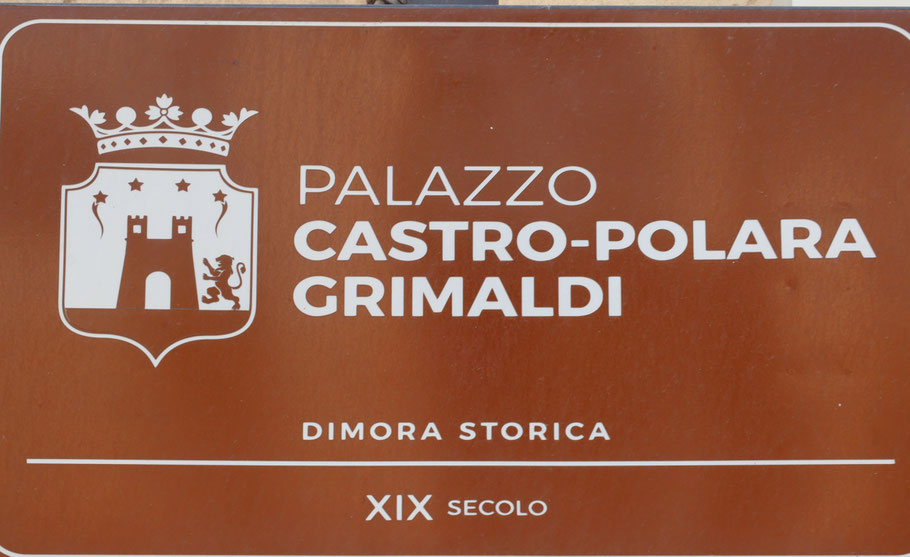 PALAZZO
CASTRO-POLARA
GRIMALDI
DIMORA STORICA
XIX SECOLO